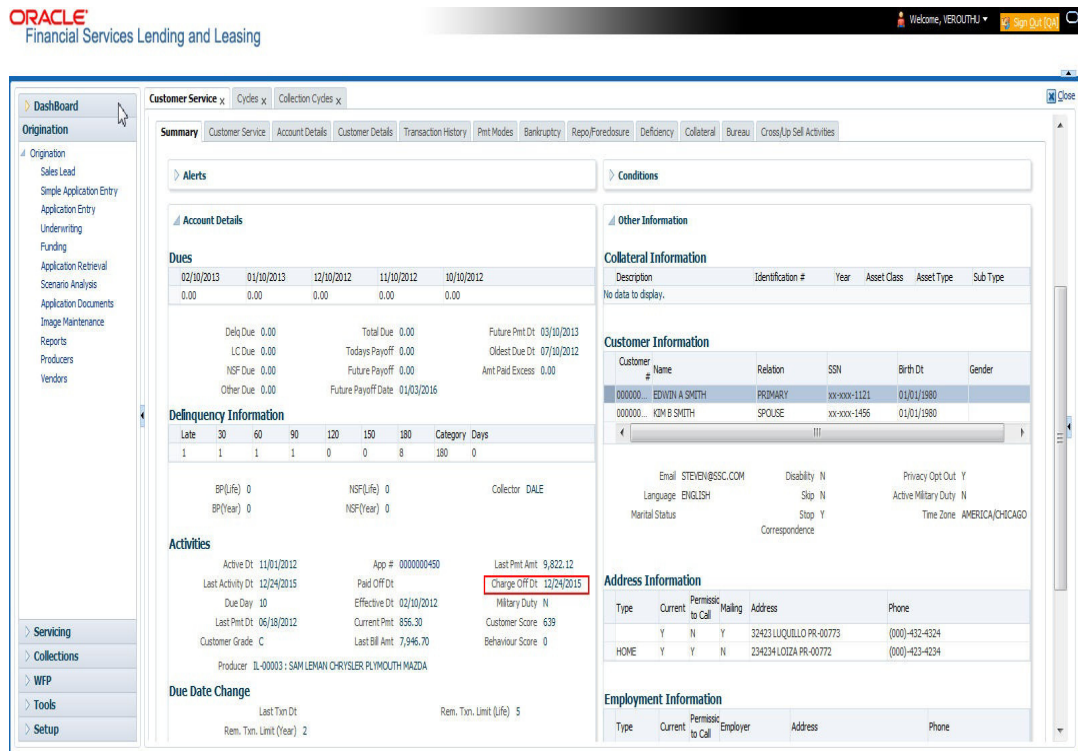 ORACLE'
Financial Services Lending and Leasing
Welcome, VEROUTHU
Sign Out [QA]
DashBoard
Origination
Origination
Sales Lead
Simple Application Entry
Application Entry
Underwriting
Funding
Application Retrieval
Scenario Analysis
Application Documents
Image Maintenance
Reports
Producers
Vendors
Servicing
Collections
WFP
Tools
Setup
Customer Service x Cycles x Collection Cycles x
Close
Summary Customer Service Account Details Customer Details Transaction History Pmt Modes Bankruptcy Repo/Foreclosure Deficiency Collateral Bureau Cross/Up Sell Activities
Alerts
Account Details
Dues
02/10/2013 01/10/2013 12/10/2012 11/10/2012 10/10/2012
0.00 0.00 0.00 0.00 0.00
Delq Due 0.00 Total Due 0.00 Future Pmt Dt 03/10/2013
LC Due 0.00 Todays Payoff 0.00 Oldest Due Dt 07/10/2012
NSF Due 0.00 Future Payoff 0.00 Amt Paid Excess 0.00
Other Due 0.00 Future Payoff Date 01/03/2016
Delinquency Information
Late 30 60 90 120 150 180 Category Days
1 1 1 1 0 0 8 180 0
BP(Life) 0 NSF(Life) 0 Collector DALE
BP(Year) 0 NSF(Year) 0
Activities
Active Dt 11/01/2012 App # 0000000450 Last Pmt Amt 9,822.12
Last Activity Dt 12/24/2015 Paid Off Dt Charge Off Dt 12/24/2015
Due Day 10 Effective Dt 02/10/2012 Military Duty N
Last Pmt Dt 06/18/2012 Current Pmt 856.30 Customer Score 639
Customer Grade C Last Bill Amt 7,946.70 Behaviour Score 0
Producer IL-00003 : SAM LEMAN CHRYSLER PLYMOUTH MAZDA
Due Date Change
Last Txn Dt Rem. Txn. Limit (Life) 5
Rem. Txn. Limit (Year) 2
Conditions
Other Information
Collateral Information
Description Identification # Year Asset Class Asset Type Sub Type
No data to display.
Customer Information
Customer # Name Relation SSN Birth Dt Gender
000000... EDWIN A SMITH PRIMARY xx-xxx-1121 01/01/1980
000000... KIM B SMITH SPOUSE xx-xxx-1456 01/01/1980
Email STEVEN@SSC.COM Disability N Privacy Opt Out Y
Language ENGLISH Skip N Active Military Duty N
Marital Status Stop Correspondence Y Time Zone AMERICA/CHICAGO
Address Information
Type Current Permissic to Call Mailing Address Phone
Y N Y 32423 LUQUILLO PR-00773 (000)-432-4324
HOME Y Y N 234234 LOIZA PR-00772 (000)-423-4234
Employment Information
Type Current Permissic to Call Employer Address Phone